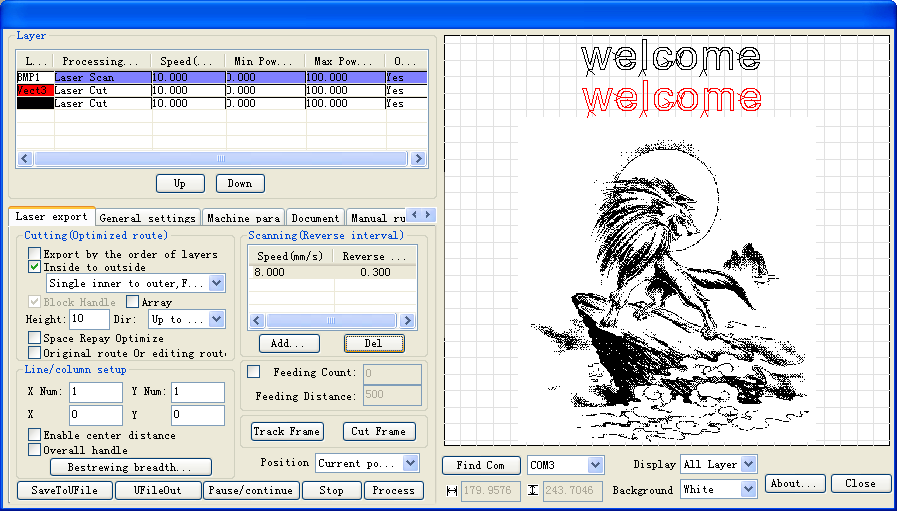 Layer
L... Processing... Speed(... Min Pow... Max Pow... O...
BMP1 Laser Scan 10.000 0.000 100.000 Yes
Laser Cut 10.000 0.000 100.000 Yes
Laser Cut 10.000 0.000 100.000 Yes
Up Down
Laser export General settings Machine para Document Manual ru
Cutting(Optimized route)
Export by the order of layers
Inside to outside
Single inner to outer,F...
Block Handle Array
Height: 10 Dir: Up to ...
Space Repay Optimize
Original route Or editing route
Line/column setup
X Num: 1 Y Num: 1
X 0 Y 0
Enable center distance
Overall handle
Bestrewing breadth...
Scanning(Reverse interval)
Speed(mm/s) Reverse ...
8.000 0.300
Add... Del
Feeding Count: 0
Feeding Distance: 500
Track Frame Cut Frame
Position Current po...
SaveToUFile UFileOut Pause/continue Stop Process
welcome
welcome
Find Com COM3 Display All Layer
179.9576 243.7046 Background White
About... Close